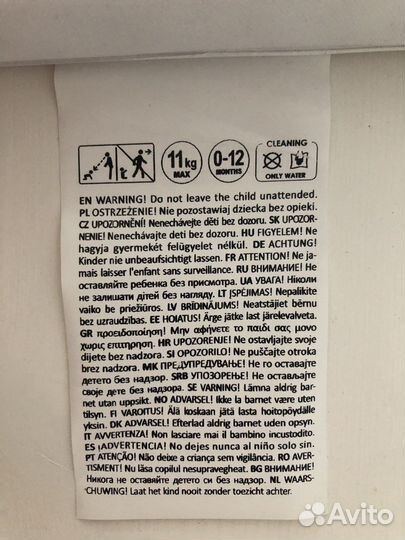 11kg
MAX
0-12
MONTHS
CLEANING
ONLY WATER
EN WARNING! Do not leave the child unattended.
PL OSTRZEŻENIE! Nie pozostawiaj dziecka bez opieki.
CZ UPOZORNĚNÍ! Nenechávejte děti bez dozoru. SK UPOZOR-
NENIE! Nenechávajte deti bez dozoru. HU FIGYELEM! Ne
hagyja gyermekét felügyelet nélkül. DE ACHTUNG!
Kinder nie unbeaufsichtigt lassen. FR ATTENTION! Ne ja-
mais laisser l'enfant sans surveillance. RU ВНИМАНИЕ! Не
оставляйте ребенка без присмотра. UA УВАГА! Ніколи
не залишати дітей без нагляду. LT ĮSPĖJIMAS! Nepalikite
vaiko be priežiūros. LV BRĪDINĀJUMS! Neatstājiet bērnu
bez uzraudzības. EE HOIATUS! Ärge jätke last järelevalveta.
GR προειδοποίηση! Μην αφήνετε το παιδί σας μόνο
χωρίς επιτήρηση. HR UPOZORENJE! Ne ostavljajte svoje
dijete bez nadzora. SI OPOZORILO! Ne puščajte otroka
brez nadzora. MK ПРЕДУПРЕДУВАЊЕ! Не го оставајте
детето без надзор. SRB УПОЗОРЕЊЕ! Не остављајте
своје дете без надзора. SE VARNING! Lämna aldrig bar-
net utan uppsikt. NO ADVARSEL! Ikke la barnet være uten
tilsyn. FI VAROITUS! Älä koskaan jätä lasta hoitopöydälle
yksin. DK ADVARSEL! Efterlad aldrig barnet uden opsyn.
IT AVVERTENZA! Non lasciare mai il bambino incustodito.
ES ¡ADVERTENCIA! No dejes nunca al niño solo sin.
PT ATENÇÃO! Não deixe a criança sem vigilância. RO AVER-
TISMENT! Nu lăsa copilul nesupravegheat. BG ВНИМАНИЕ!
Никога не оставяйте детето си без надзор. NL WAARS-
CHUWING! Laat het kind nooit zonder toezicht achter.
Avito